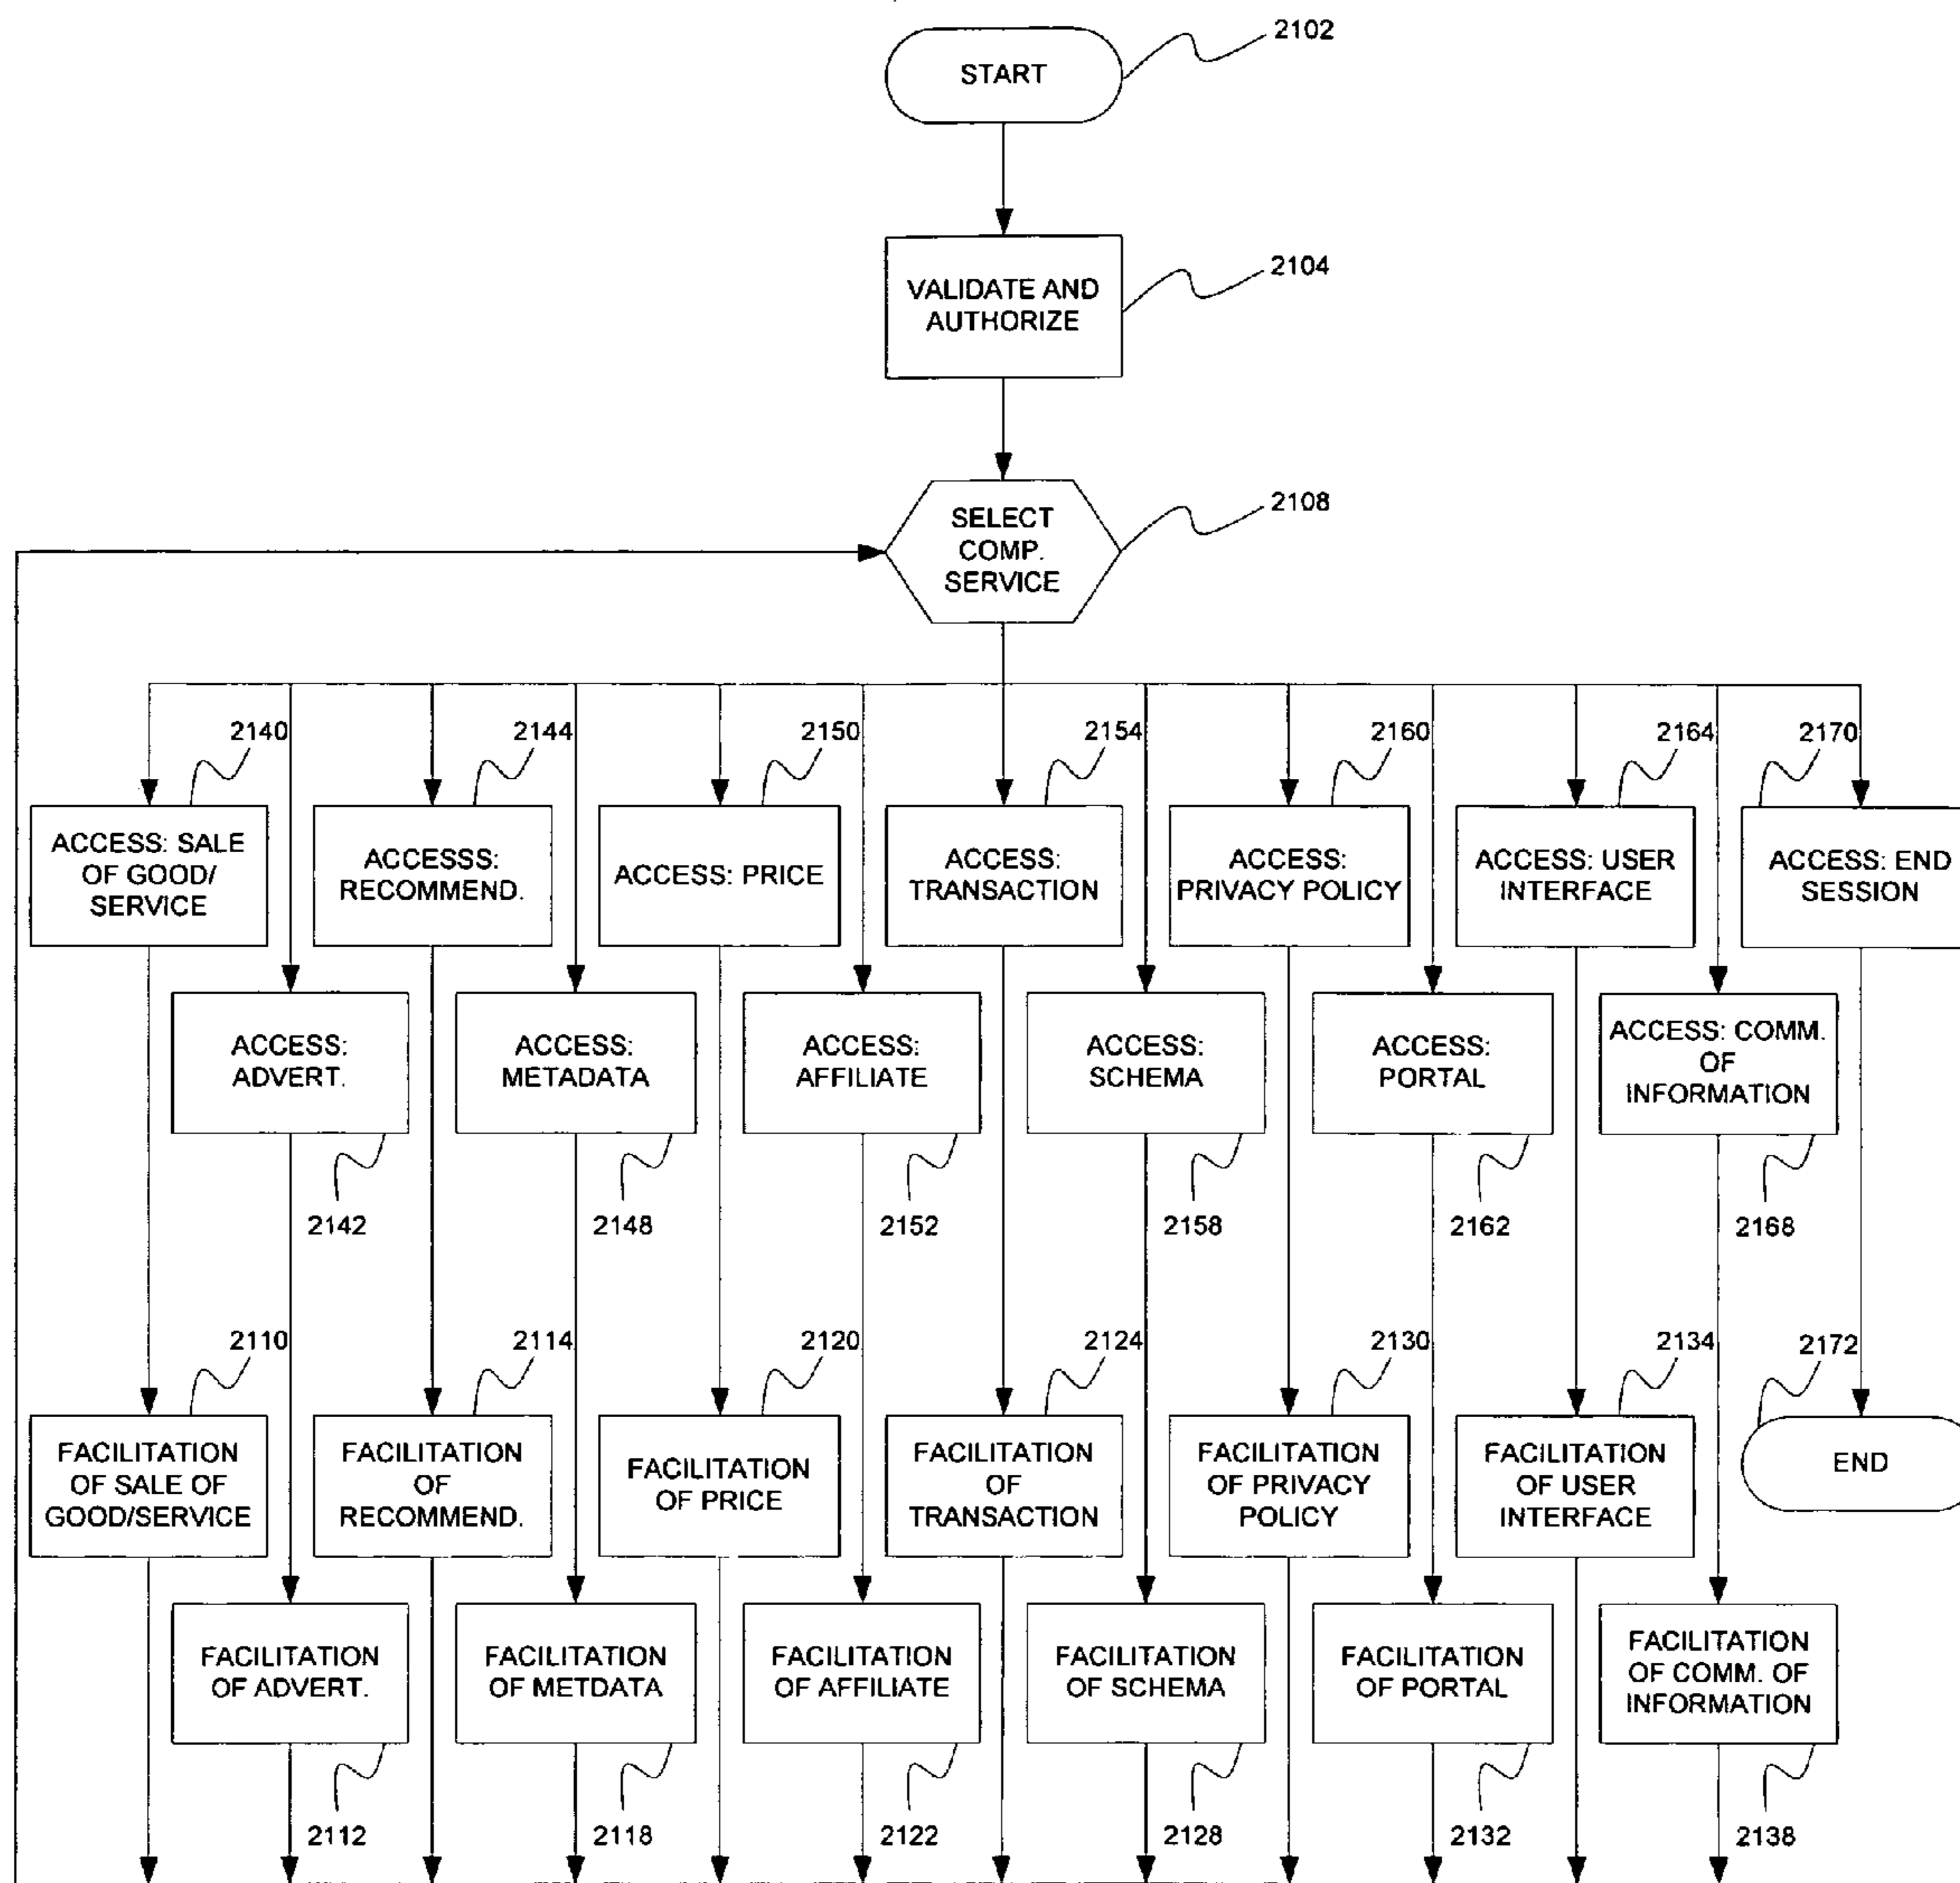 2102
START
2104
VALIDATE AND
AUTHORIZE
2108
SELECT
COMP.
SERVICE
2140
2144
2150
2154
2160
2164
2170
ACCESS: SALE
OF GOOD/
SERVICE
ACCESSS:
RECOMMEND.
ACCESS: PRICE
ACCESS:
TRANSACTION
ACCESS:
PRIVACY POLICY
ACCESS: USER
INTERFACE
ACCESS: END
SESSION
ACCESS:
ADVERT.
ACCESS:
METADATA
ACCESS:
AFFILIATE
ACCESS:
SCHEMA
ACCESS:
PORTAL
ACCESS: COMM.
OF
INFORMATION
2142
2148
2152
2158
2162
2168
2110
2114
2120
2124
2130
2134
2172
FACILITATION
OF SALE OF
GOOD/SERVICE
FACILITATION
OF
RECOMMEND.
FACILITATION
OF PRICE
FACILITATION
OF
TRANSACTION
FACILITATION
OF PRIVACY
POLICY
FACILITATION
OF USER
INTERFACE
END
FACILITATION
OF ADVERT.
FACILITATION
OF METDATA
FACILITATION
OF AFFILIATE
FACILITATION
OF SCHEMA
FACILITATION
OF PORTAL
FACILITATION
OF COMM. OF
INFORMATION
2112
2118
2122
2128
2132
2138